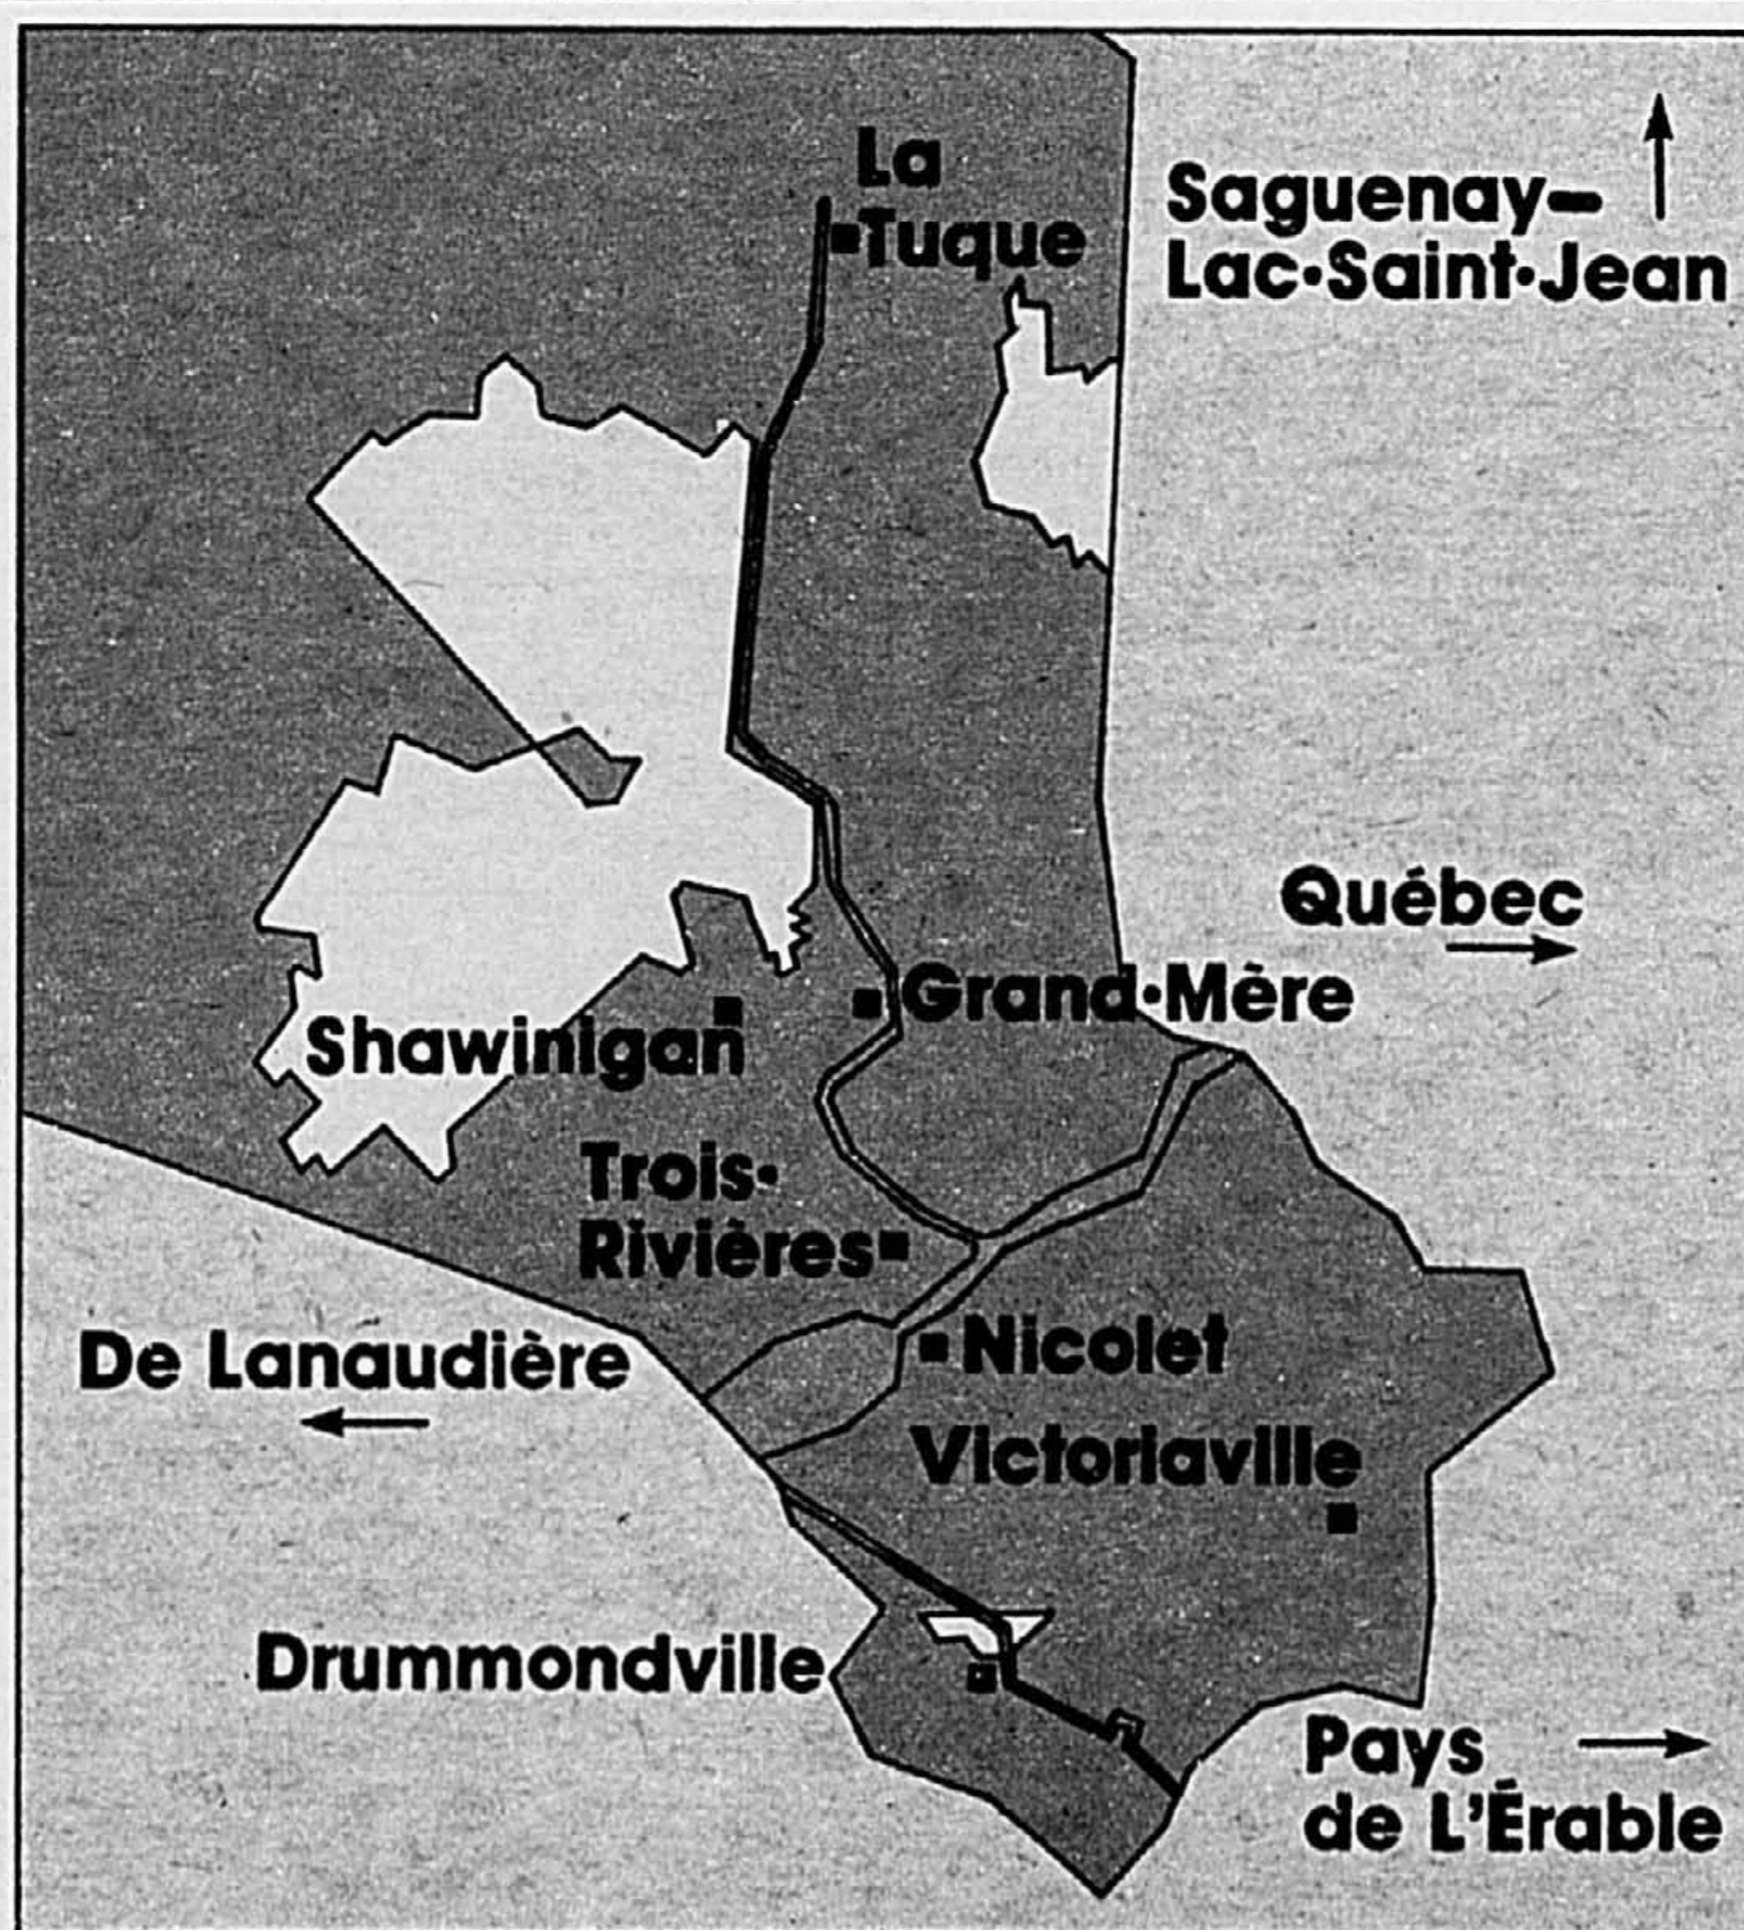 La
Tuque
Saguenay–
Lac-Saint-Jean
Québec
Grand-Mère
Shawinigan
Trois-
Rivières
De Lanaudière
Nicolet
Victoriaville
Drummondville
Pays
de L'Érable